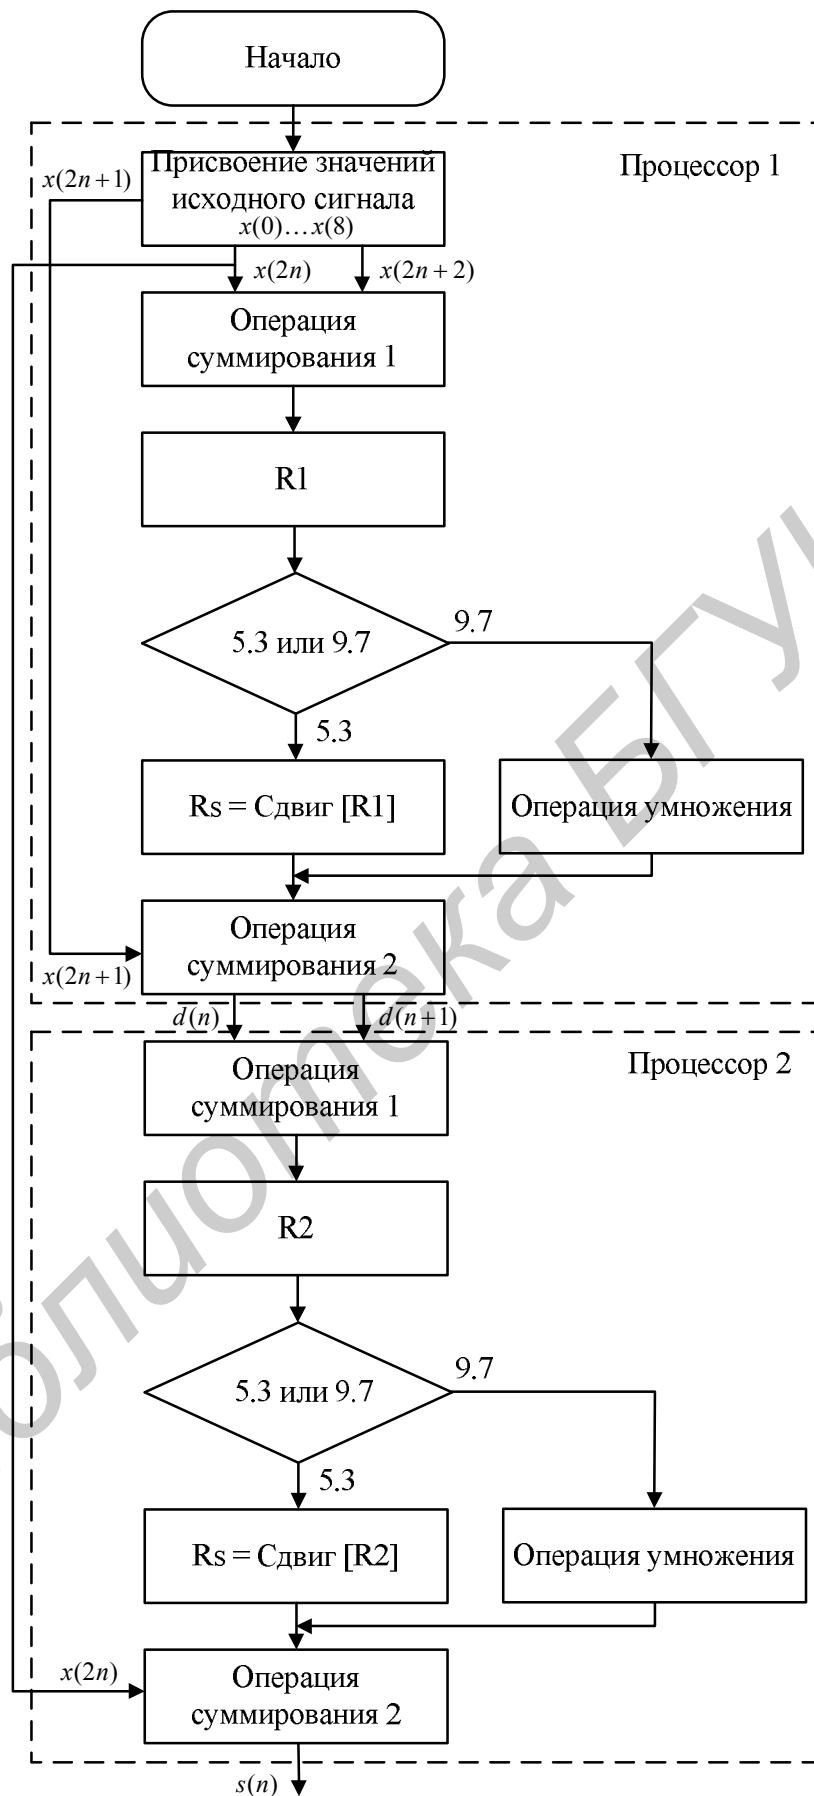 Начало
Процессор 1
Присвоение значений
исходного сигнала
x(0)…x(8)
x(2n+1)
x(2n)
x(2n+2)
Операция
суммирования 1
R1
5.3 или 9.7
9.7
5.3
Rs = Сдвиг [R1]
Операция умножения
Операция
суммирования 2
x(2n+1)
d(n)
d(n+1)
Процессор 2
Операция
суммирования 1
R2
5.3 или 9.7
9.7
5.3
Rs = Сдвиг [R2]
Операция умножения
x(2n)
Операция
суммирования 2
s(n)